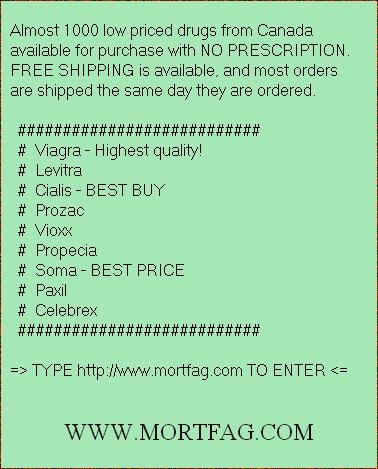 Almost 1000 low priced drugs from Canada
available for purchase with NO PRESCRIPTION.
FREE SHIPPING is available, and most orders
are shipped the same day they are ordered.
###########################
# Viagra - Highest quality!
# Levitra
# Cialis - BEST BUY
# Prozac
# Vioxx
# Propecia
# Soma - BEST PRICE
# Paxil
# Celebrex
###########################
=> TYPE http://www.mortfag.com TO ENTER <=
WWW.MORTFAG.COM